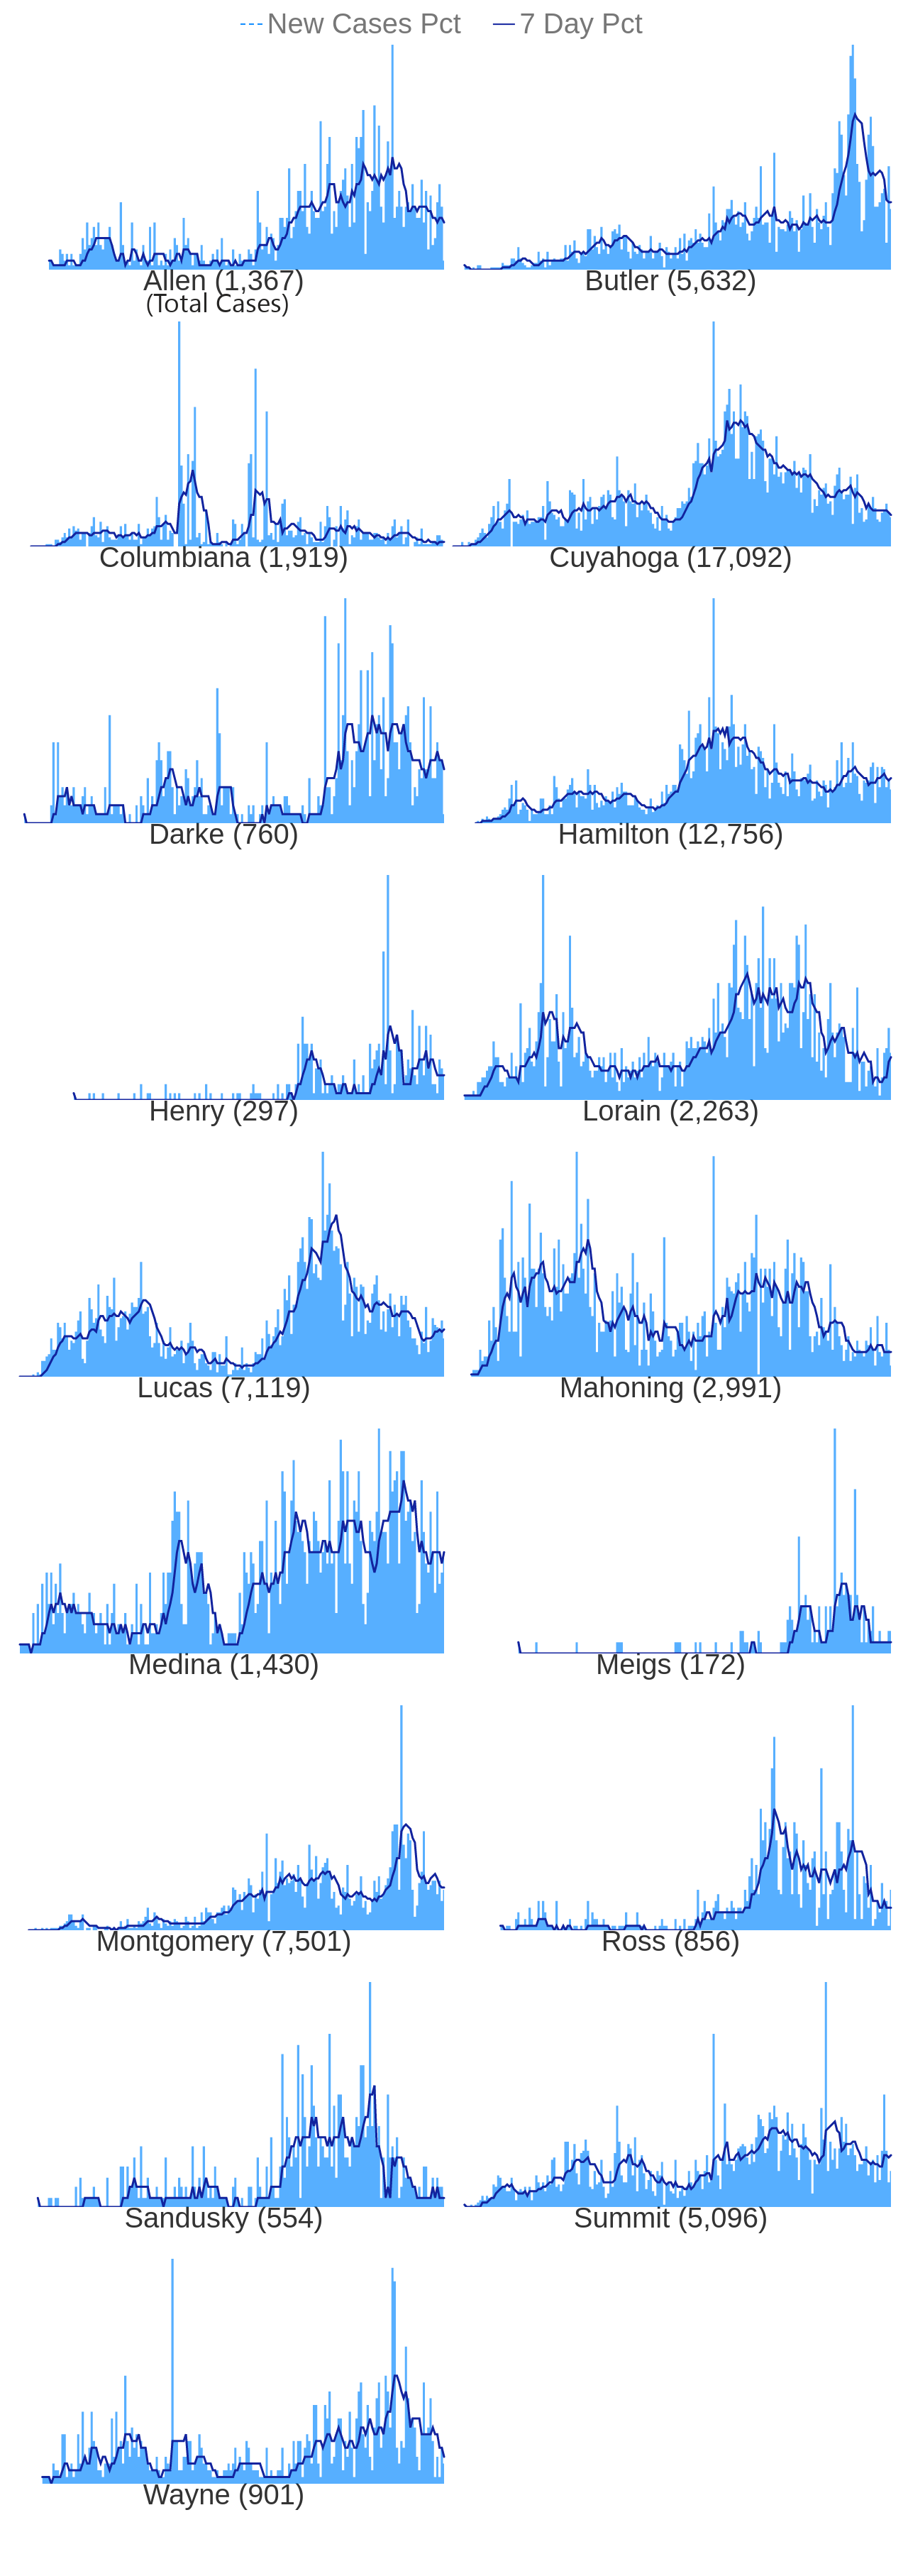 New Cases Pct 7 Day Pct
Allen (1,367) Butler (5,632)
(Total Cases)
Columbiana (1,919) Cuyahoga (17,092)
Darke (760) Hamilton (12,756)
Henry (297) Lorain (2,263)
Lucas (7,119) Mahoning (2,991)
Medina (1,430) Meigs (172)
Montgomery (7,501) Ross (856)
Sandusky (554) Summit (5,096)
Wayne (901)